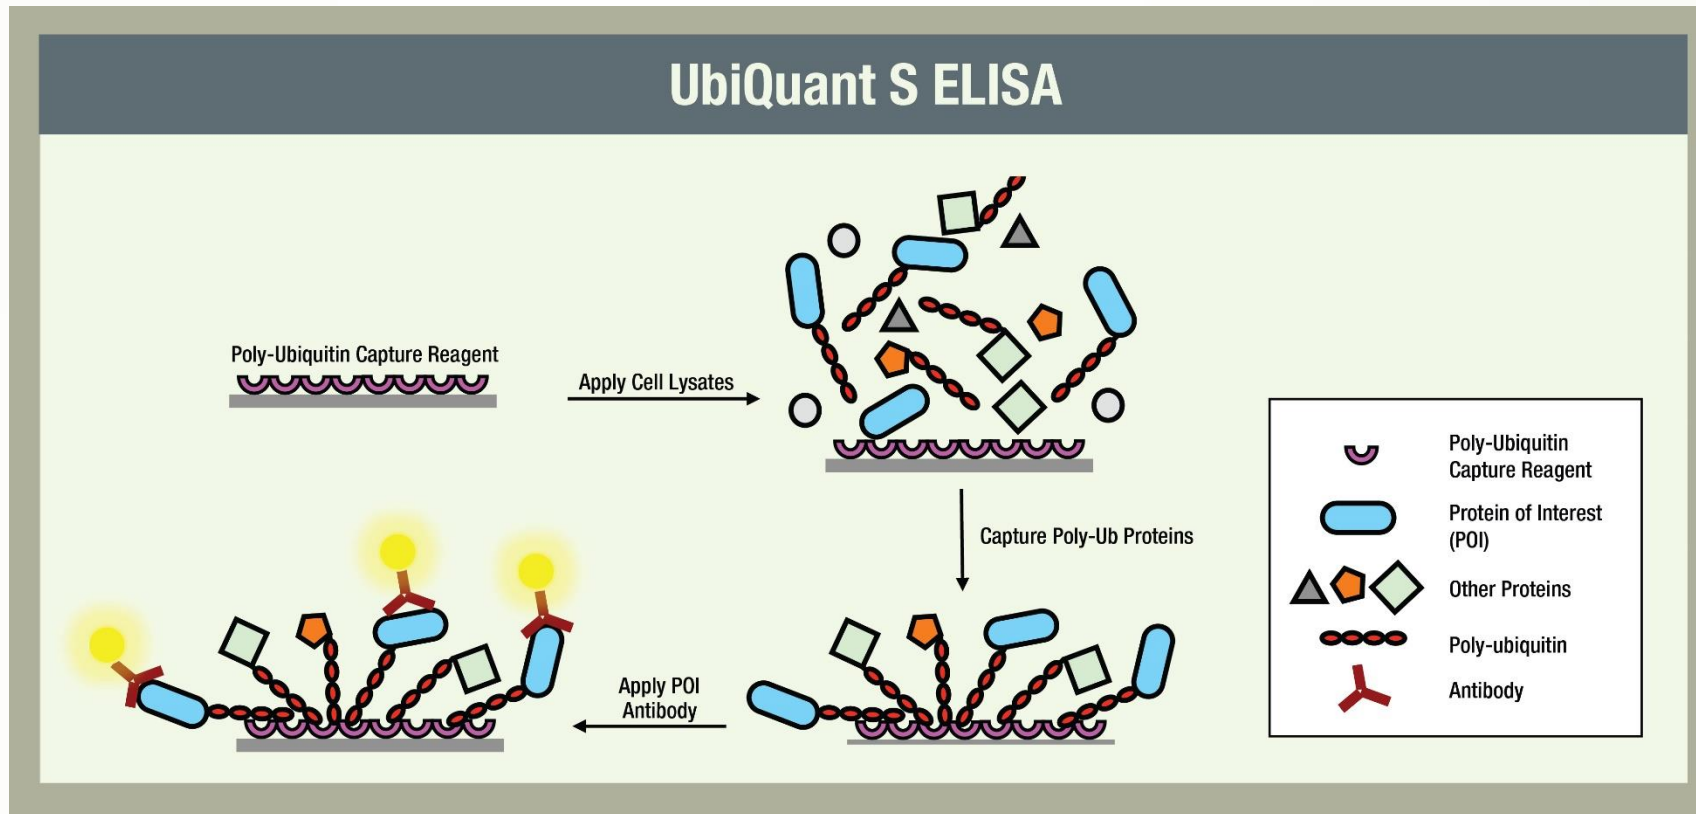 UbiQuant S ELISA
Poly-Ubiquitin Capture Reagent
Apply Cell Lysates
Capture Poly-Ub Proteins
Apply POI
Antibody
Poly-Ubiquitin
Capture Reagent
Protein of Interest
(POI)
Other Proteins
Poly-ubiquitin
Antibody